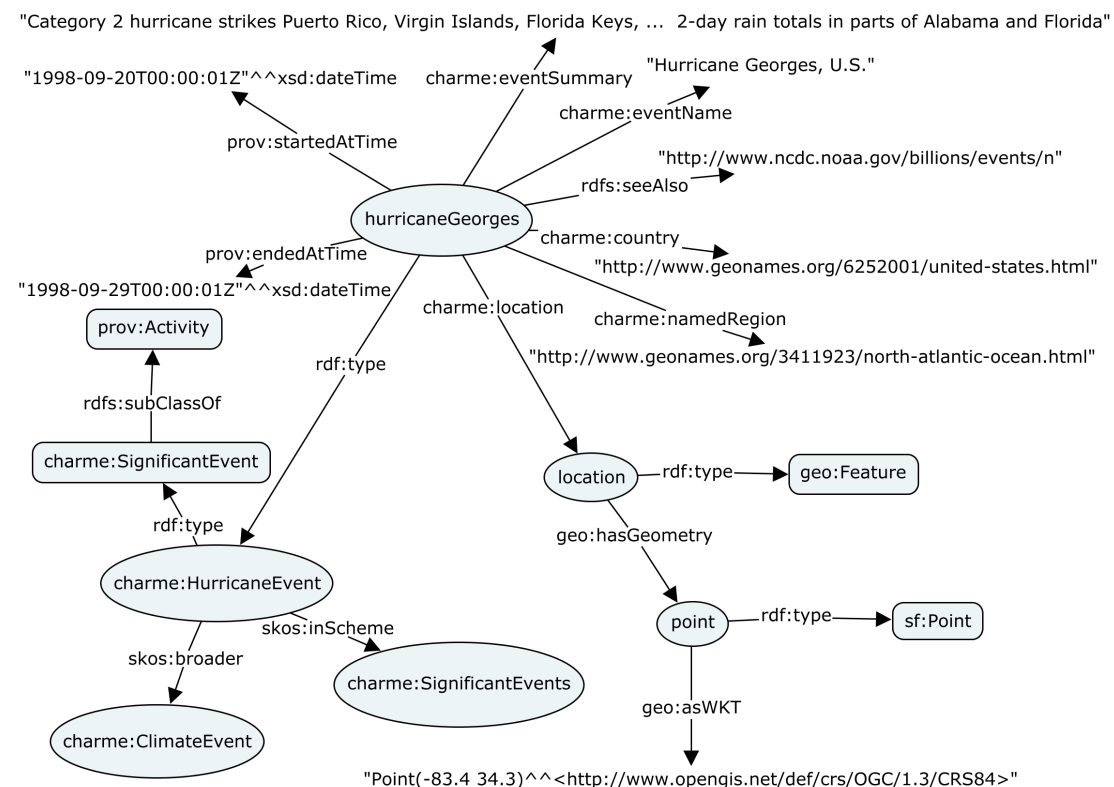 "Category 2 hurricane strikes Puerto Rico, Virgin Islands, Florida Keys, ... 2-day rain totals in parts of Alabama and Florida"
"1998-09-20T00:00:01Z"^^xsd:dateTime
charme:eventSummary
"Hurricane Georges, U.S."
charme:eventName
prov:startedAtTime
"http://www.ncdc.noaa.gov/billions/events/n"
rdfs:seeAlso
hurricaneGeorges
charme:country
prov:endedAtTime
"http://www.geonames.org/6252001/united-states.html"
"1998-09-29T00:00:01Z"^^xsd:dateTime
charme:location
charme:namedRegion
prov:Activity
"http://www.geonames.org/3411923/north-atlantic-ocean.html"
rdf:type
rdfs:subClassOf
charme:SignificantEvent
location
rdf:type
geo:Feature
rdf:type
geo:hasGeometry
charme:HurricaneEvent
point
rdf:type
sf:Point
skos:inScheme
skos:broader
charme:SignificantEvents
geo:asWKT
charme:ClimateEvent
"Point(-83.4 34.3)^^<http://www.opengis.net/def/crs/OGC/1.3/CRS84>"